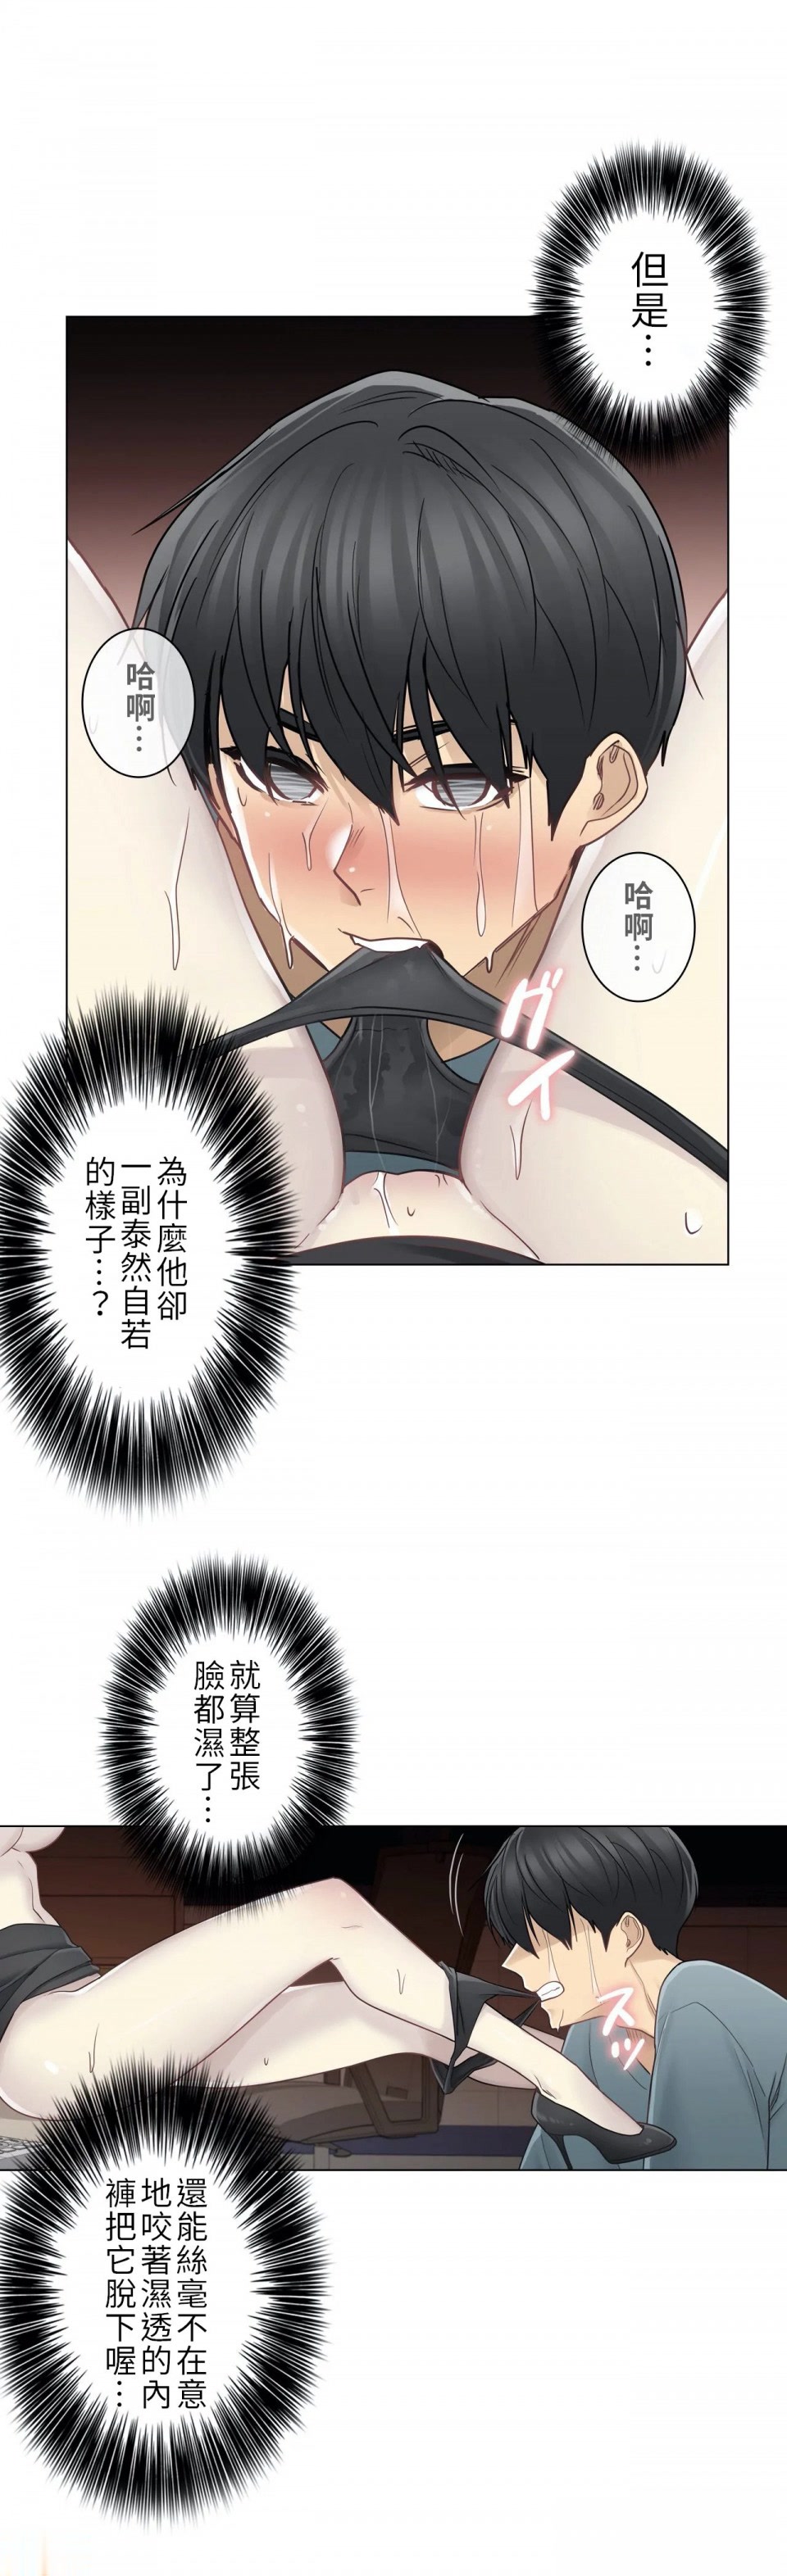 但是…
哈啊…
哈啊…
グイ
為什麼他卻
一副泰然自若
的樣子…？
就算整張
臉都濕了…
スッ
還能絲毫不在意
地咬著濕透的內
褲把它脫下喔…